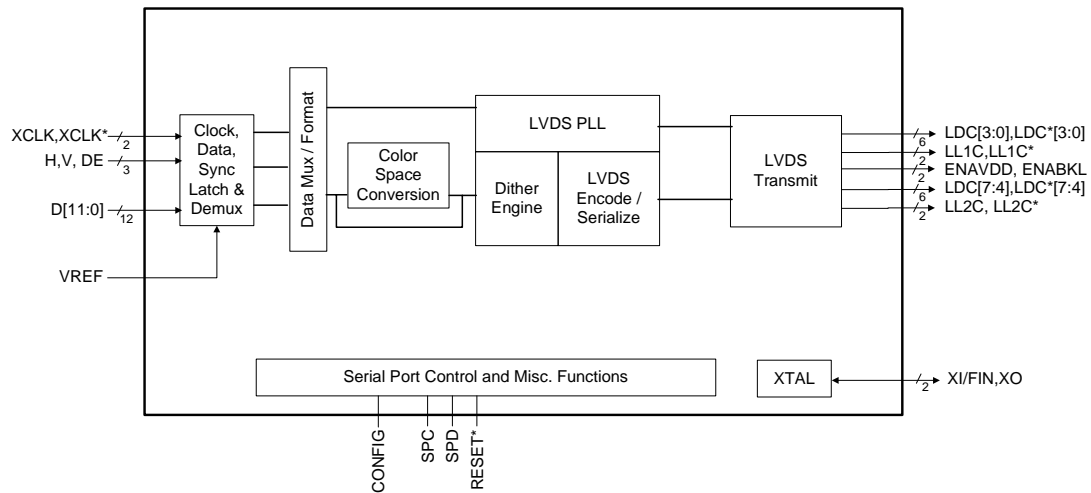 XCLK,XCLK*
2
H,V, DE
3
D[11:0]
12
VREF
Clock,
Data,
Sync
Latch &
Demux
Data Mux / Format
Color
Space
Conversion
LVDS PLL
Dither
Engine
LVDS
Encode /
Serialize
LVDS
Transmit
6
LDC[3:0],LDC*[3:0]
2
LL1C,LL1C*
2
ENAVDD, ENABKL
6
LDC[7:4],LDC*[7:4]
2
LL2C, LL2C*
Serial Port Control and Misc. Functions
XTAL
2
XI/FIN,XO
CONFIG
SPC
SPD
RESET*